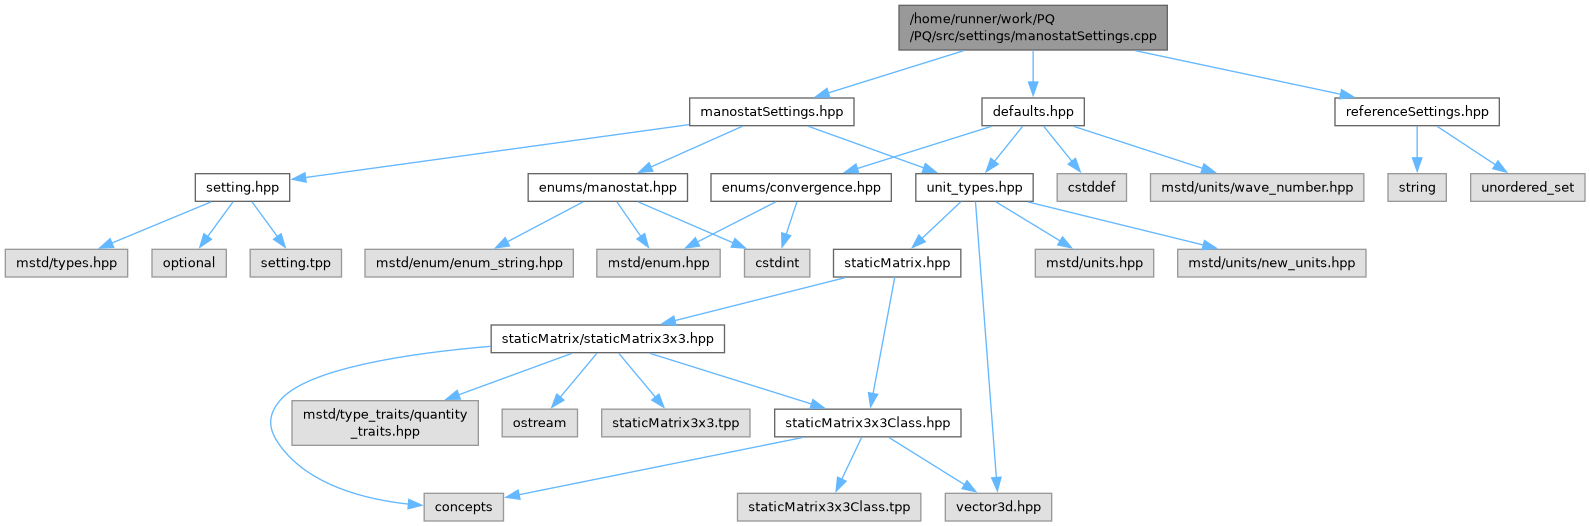 /home/runner/work/PQ
/PQ/src/settings/manostatSettings.cpp
manostatSettings.hpp
defaults.hpp
referenceSettings.hpp
setting.hpp
enums/manostat.hpp
enums/convergence.hpp
unit_types.hpp
cstddef
mstd/units/wave_number.hpp
string
unordered_set
mstd/types.hpp
optional
setting.tpp
mstd/enum/enum_string.hpp
mstd/enum.hpp
cstdint
staticMatrix.hpp
mstd/units.hpp
mstd/units/new_units.hpp
staticMatrix/staticMatrix3x3.hpp
mstd/type_traits/quantity
_traits.hpp
ostream
staticMatrix3x3.tpp
staticMatrix3x3Class.hpp
concepts
staticMatrix3x3Class.tpp
vector3d.hpp